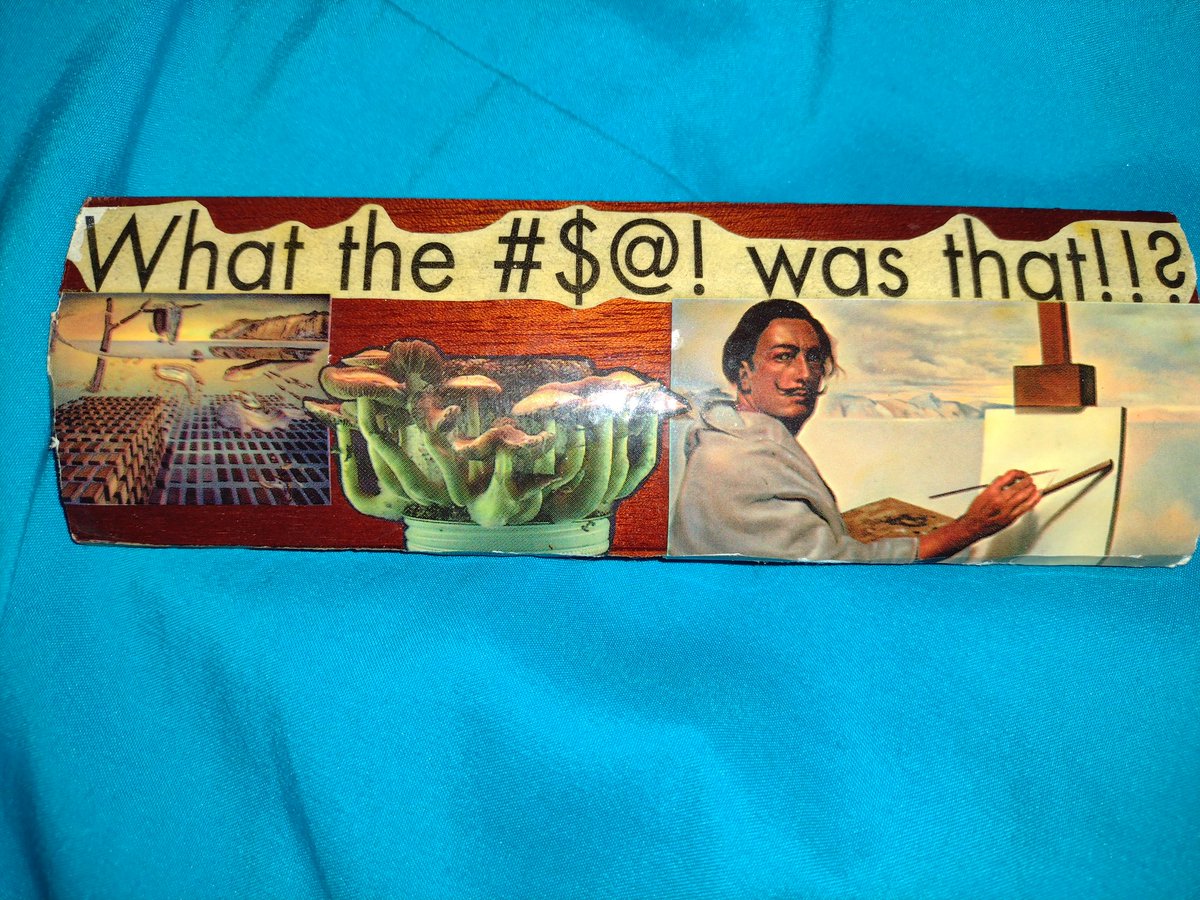 What the #$@! was that!!?